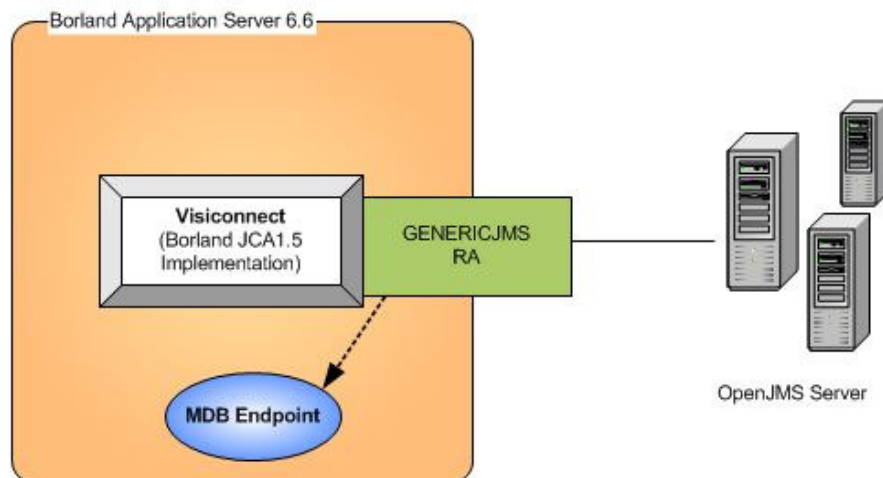 Borland Application Server 6.6
Visiconnect
(Borland JCA1.5
Implementation)
GENERICJMS
RA
MDB Endpoint
OpenJMS Server